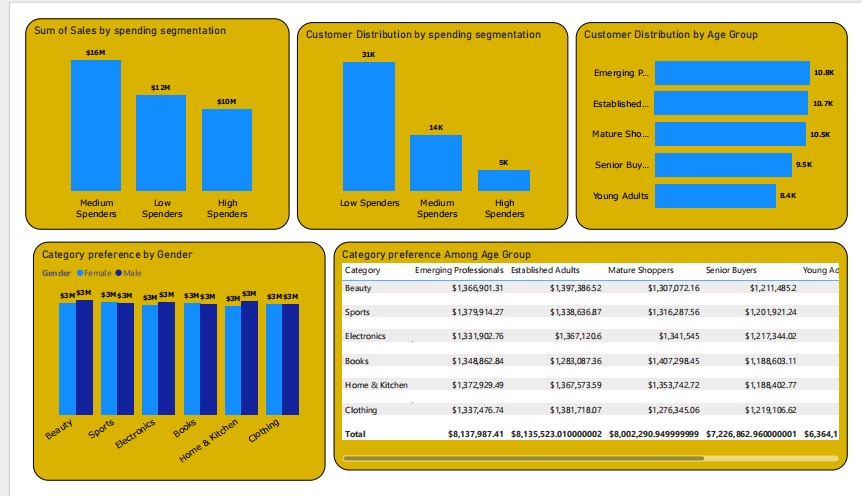 Sum of Sales by spending segmentation
$16M
$12M
$10M
Medium Spenders
Low Spenders
High Spenders
Customer Distribution by spending segmentation
31K
14K
5K
Low Spenders
Medium Spenders
High Spenders
Customer Distribution by Age Group
Emerging P... 10.8K
Established... 10.7K
Mature Sho... 10.5K
Senior Buy... 9.5K
Young Adults 8.4K
Category preference by Gender
Gender Female Male
$3M $3M $3M $3M $3M $3M $3M $3M $3M $3M $3M $3M
Beauty
Sports
Electronics
Books
Home & Kitchen
Clothing
Category preference Among Age Group
Category Emerging Professionals Established Adults Mature Shoppers Senior Buyers Young Ad
Beauty $1,366,901.31 $1,397,386.52 $1,307,072.16 $1,211,485.2
Sports $1,379,914.27 $1,338,636.87 $1,316,287.56 $1,201,921.24
Electronics $1,331,902.76 $1,367,120.6 $1,341,545 $1,217,344.02
Books $1,348,862.84 $1,283,087.36 $1,407,298.45 $1,188,603.11
Home & Kitchen $1,372,929.49 $1,367,573.59 $1,353,742.72 $1,188,402.77
Clothing $1,337,476.74 $1,381,718.07 $1,276,345.06 $1,219,106.62
Total $8,137,987.41 $8,135,523.010000002 $8,002,290.949999999 $7,226,862.960000001 $6,364,1